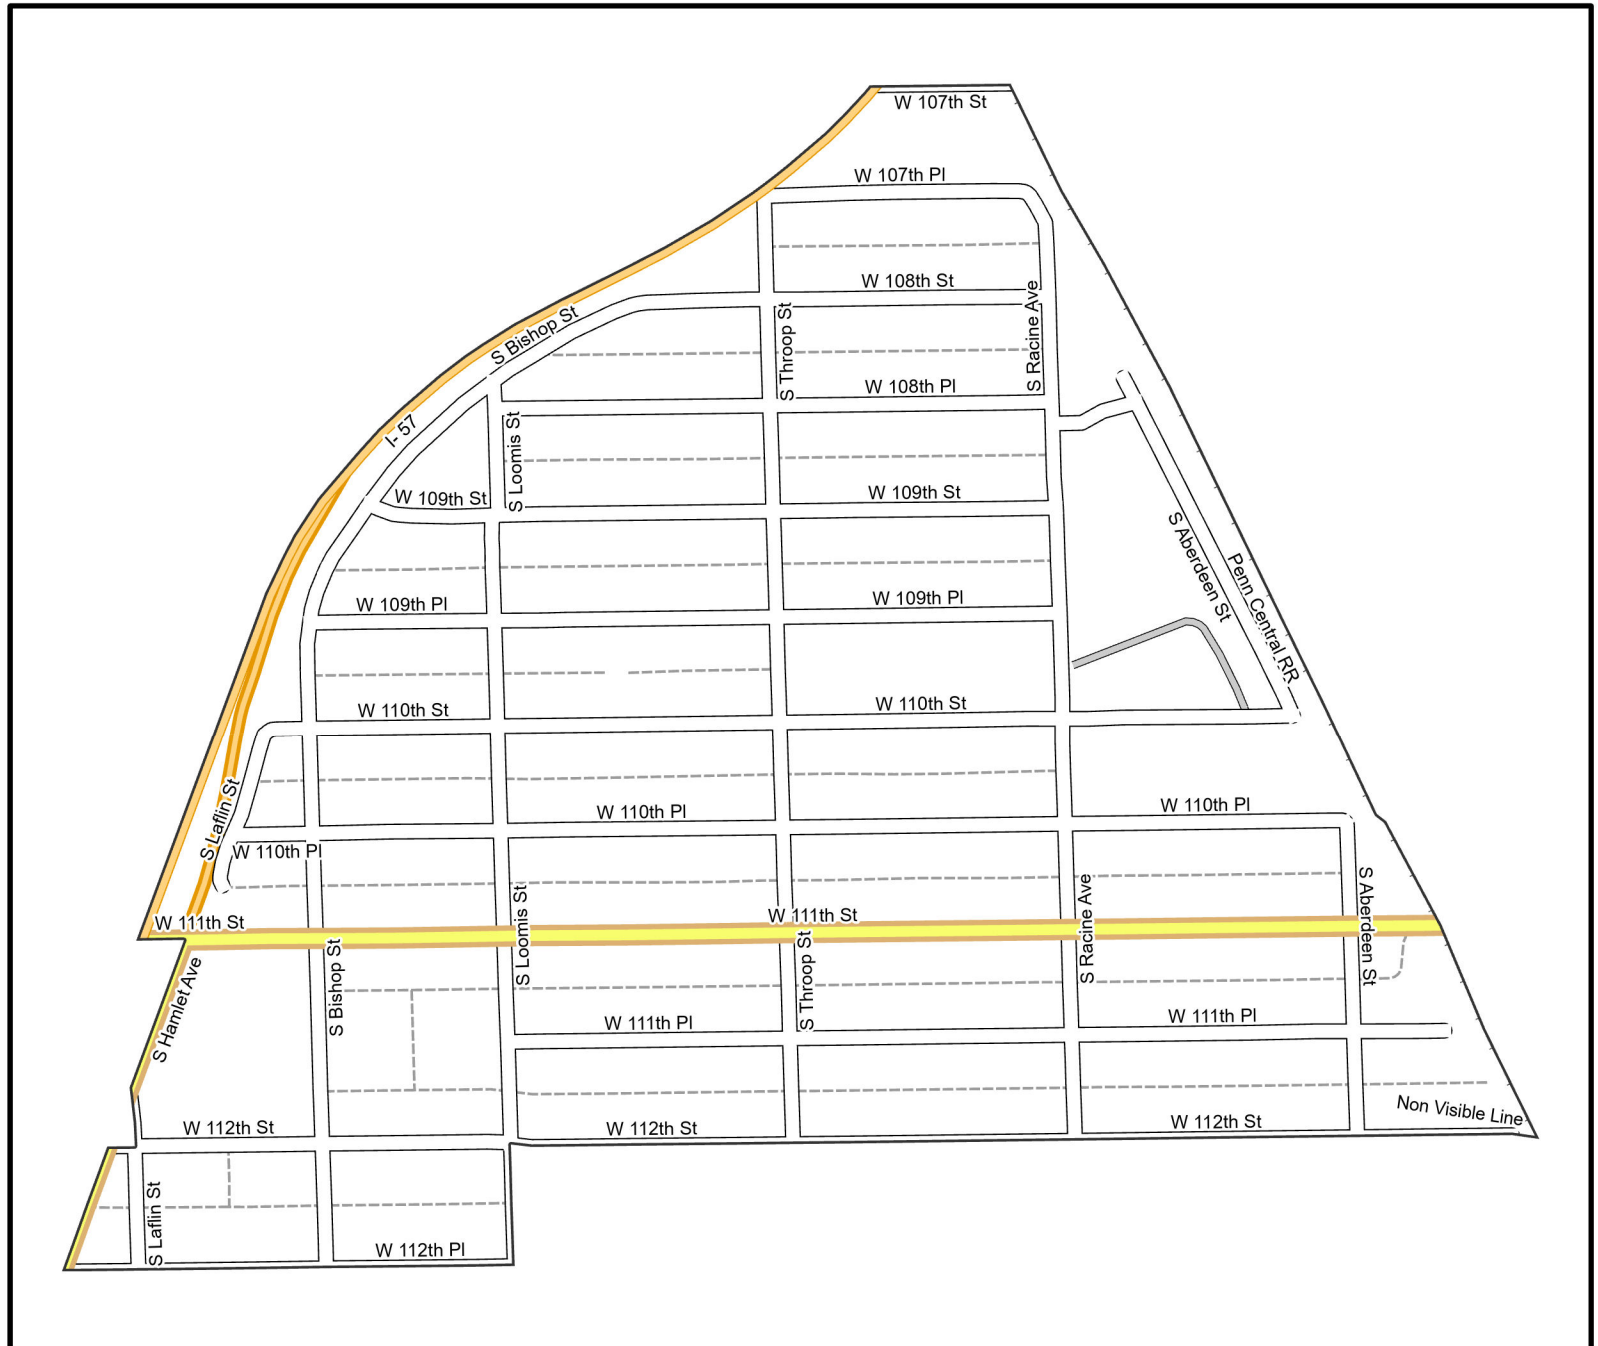 W 107th St
W 107th Pl
W 108th St
S Bishop St
S Throop St
S Racine Ave
W 108th Pl
I- 57
S Loomis St
W 109th St
W 109th St
S Aberdeen St
Penn Central RR
W 109th Pl
W 109th Pl
W 110th St
W 110th St
S Laflin St
W 110th Pl
W 110th Pl
W 110th Pl
W 111th St
W 111th St
S Loomis St
S Racine Ave
S Aberdeen St
S Hamlet Ave
S Bishop St
S Throop St
W 111th Pl
W 111th Pl
Non Visible Line
W 112th St
W 112th St
W 112th St
S Laflin St
W 112th Pl